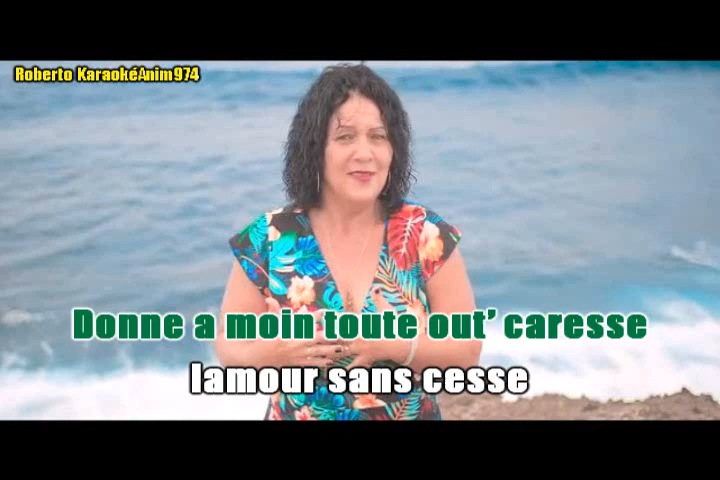 Roberto KaraokéAnim974
Donne a moin toute out' caresse
lamour sans cesse